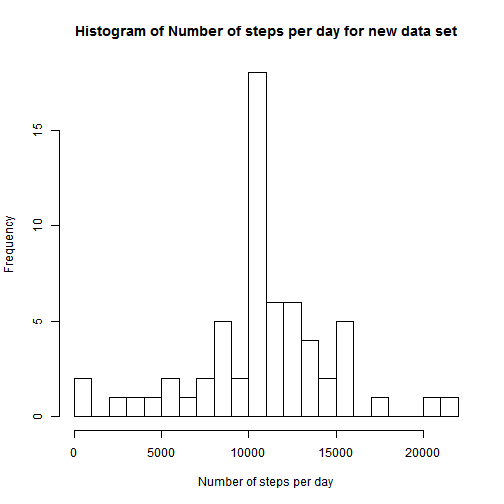 Histogram of Number of steps per day for new data set
Frequency
15
10
5
0
0 5000 10000 15000 20000
Number of steps per day